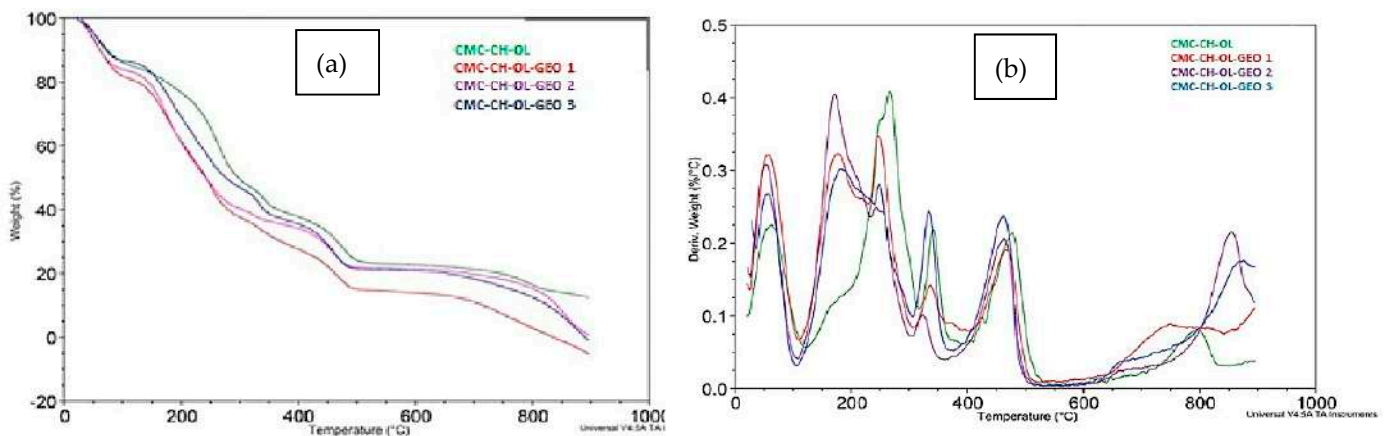 (a)
CMC-CH-OL
CMC-CH-OL-GEO 1
CMC-CH-OL-GEO 2
CMC-CH-OL-GEO 3
100
80
60
40
20
0
-20
Weight (%)
0
200
400
600
800
1000
Temperature (°C)
Universal V4.5A TA I
(b)
CMC-CH-OL
CMC-CH-OL-GEO 1
CMC-CH-OL-GEO 2
CMC-CH-OL-GEO 3
0.5
0.4
0.3
0.2
0.1
0.0
Deriv. Weight (%/°C)
0
200
400
600
800
1000
Temperature (°C)
Universal V4.5A TA Instruments